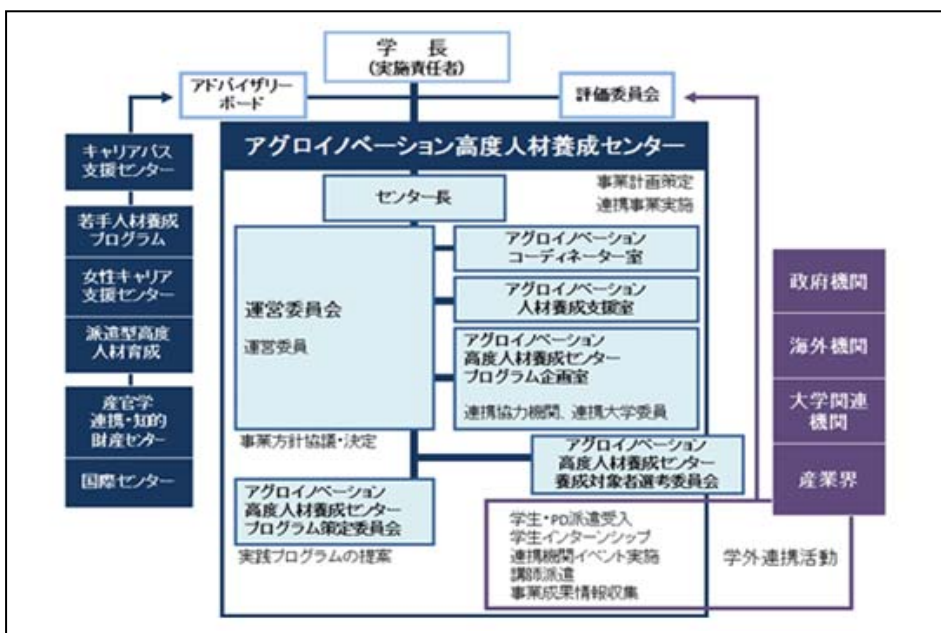 学　長
(実施責任者)
アドバイザリー
ボード
評価委員会
キャリアパス
支援センター
若手人材養成
プログラム
女性キャリア
支援センター
派遣型高度
人材育成
産官学
連携・知的
財産センター
国際センター
アグロイノベーション高度人材養成センター
センター長
事業計画策定
連携事業実施
運営委員会
運営委員
アグロイノベーション
コーディネーター室
アグロイノベーション
人材養成支援室
アグロイノベーション
高度人材養成センター
プログラム企画室
連携協力機関、連携大学委員
事業方針協議・決定
アグロイノベーション
高度人材養成センター
養成対象者選考委員会
アグロイノベーション
高度人材養成センター
プログラム策定委員会
実践プログラムの提案
学生・PD派遣受入
学生インターンシップ
連携機関イベント実施
講師派遣
事業成果情報収集
政府機関
海外機関
大学関連
機関
産業界
学外連携活動